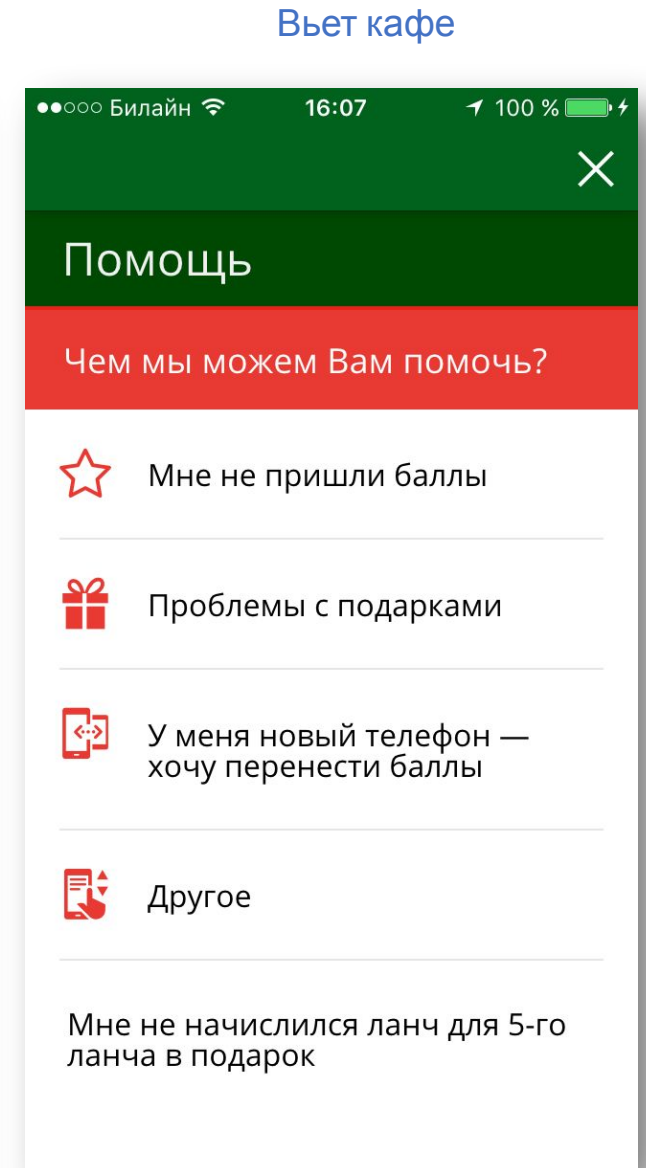 Вьет кафе
Билайн 16:07 100 %
Помощь
Чем мы можем Вам помочь?
Мне не пришли баллы
Проблемы с подарками
У меня новый телефон —
хочу перенести баллы
Другое
Мне не начислился ланч для 5-го
ланча в подарок